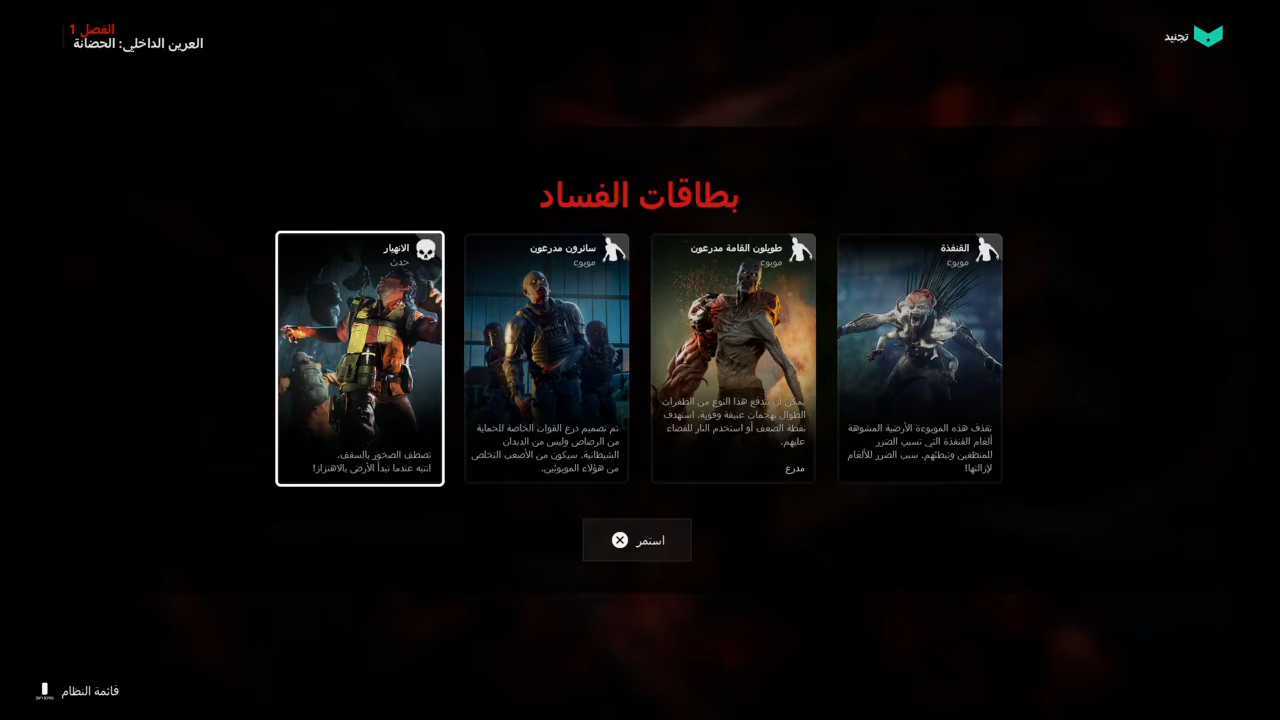 تجنيد
الفصل 1
العرين الداخلي: الحضانة
بطاقات الفساد
القنفذة
موبوء
تقذف هذه الموبوءة الأرضية المشوهة
ألغام القنفذة التي تسبب الضرر
للمنظفين وتبطئهم. سبب الضرر للألغام
لإزالتها!
طويلون القامة مدرعون
موبوء
يمكن أن يندفع هذا النوع من الطفرات
الطوال بهجمات عنيفة وقوية. استهدف
نقطة الضعف أو استخدم النار للقضاء
عليهم.
مدرع
سائرون مدرعون
موبوء
تم تصميم درع القوات الخاصة للحماية
من الرصاص وليس من الديدان
الشيطانية. سيكون من الأصعب التخلص
من هؤلاء الموبوئين.
الانهيار
حدث
تصطف الصخور بالسقف.
انتبه عندما تبدأ الأرض بالاهتزاز!
استمر
قائمة النظام
OPTIONS